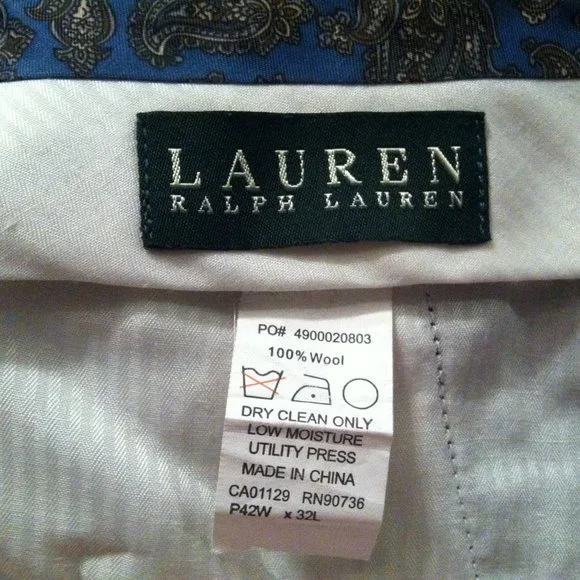 LAUREN
RALPH LAUREN
PO# 4900020803
100% Wool
DRY CLEAN ONLY
LOW MOISTURE
UTILITY PRESS
MADE IN CHINA
CA01129 RN90736
P42W x 32L